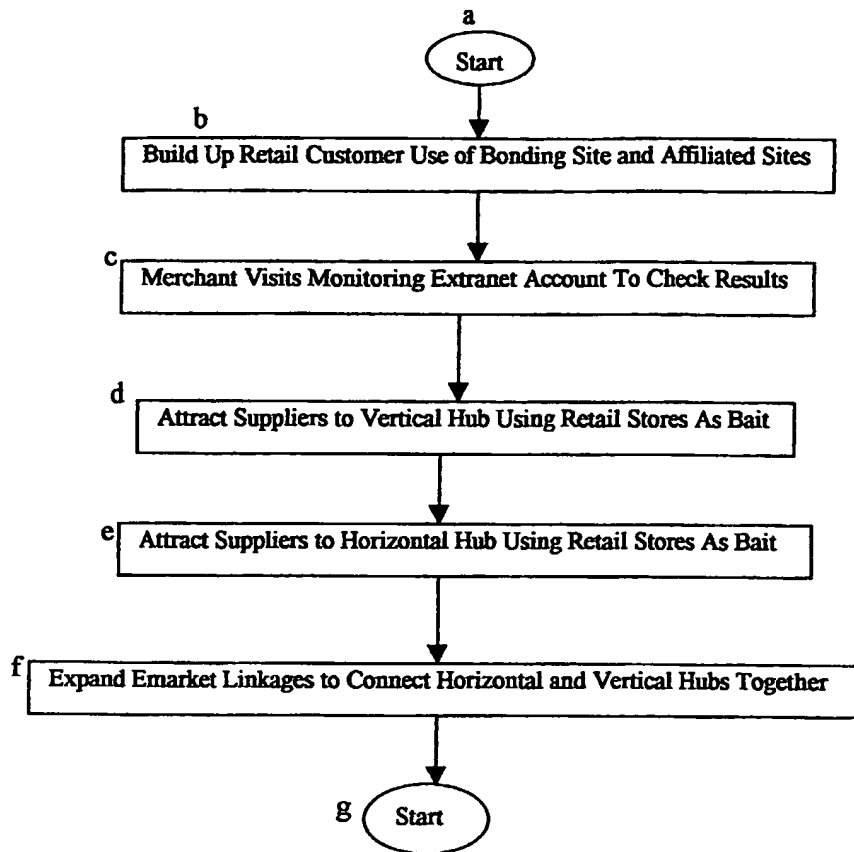 a
Start
b
Build Up Retail Customer Use of Bonding Site and Affiliated Sites
c
Merchant Visits Monitoring Extranet Account To Check Results
d
Attract Suppliers to Vertical Hub Using Retail Stores As Bait
e
Attract Suppliers to Horizontal Hub Using Retail Stores As Bait
f
Expand Emarket Linkages to Connect Horizontal and Vertical Hubs Together
g
Start